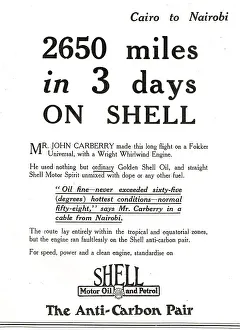 Cairo to Nairobi
2650 miles
in 3 days
ON SHELL
MR. JOHN CARBERRY made this long flight on a Fokker
Universal, with a Wright Whirlwind Engine.
He used nothing but ordinary Golden Shell Oil, and straight
Shell Motor Spirit unmixed with dope or any other fuel.
"Oil fine—never exceeded sixty-five
(degrees) hottest conditions—normal
fifty-eight," says Mr. Carberry in a
cable from Nairobi.
The route lay entirely within the tropical and equatorial zones,
but the engine ran faultlessly on the Shell anti-carbon pair.
For speed, power and a clean engine, standardise on
SHELL
Motor Oil and Petrol
The Anti-Carbon Pair